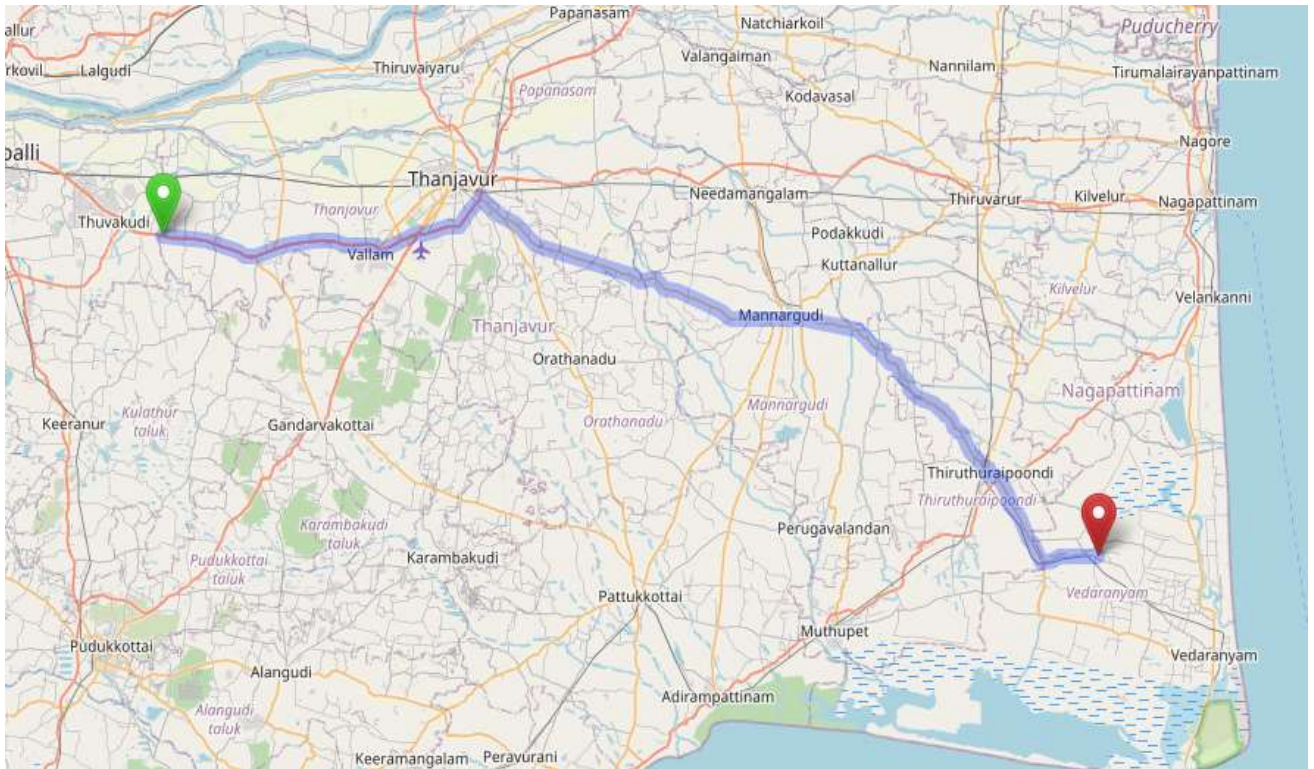 Papanasam
Natchiarkoil
Puducherry
allur
Valangaiman
Lalgudi
Thiruvaiyaru
Nannilam
Tirumalairayanpattinam
rkovil
Papanasam
Kodavasal
Nagore
palli
Thanjavur
Needamangalam
Thiruvarur
Kilvelur
Nagapattinam
Thanjavur
Thuvakudi
Podakkudi
Vallam
Kuttanallur
Kilvelur
Velankanni
Mannargudi
Thanjavur
Orathanadu
Nagapattinam
Mannargudi
Kulathur
taluk
Keeranur
Gandarvakottai
Orathanadu
Thiruthuraipoondi
Thiruthuraipoondi
Karambakudi
taluk
Perugavalandan
Karambakudi
Pudukkottai
taluk
Pattukkottai
Vedaranyam
Muthupet
Pudukkottai
Vedaranyam
Alangudi
Adirampattinam
Alangudi
taluk
Keeramangalam
Peravurani